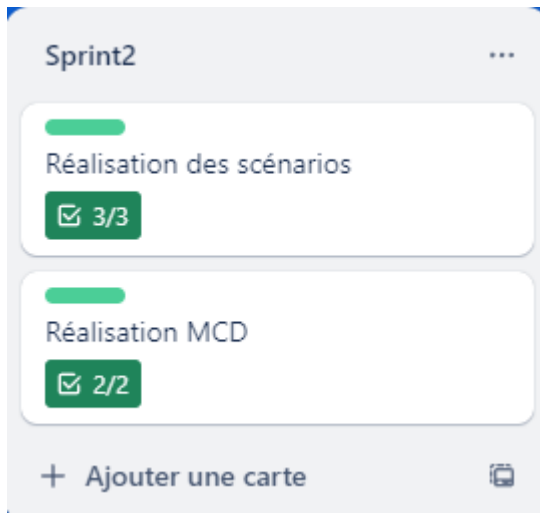 Sprint2
Réalisation des scénarios
3/3
Réalisation MCD
2/2
+ Ajouter une carte